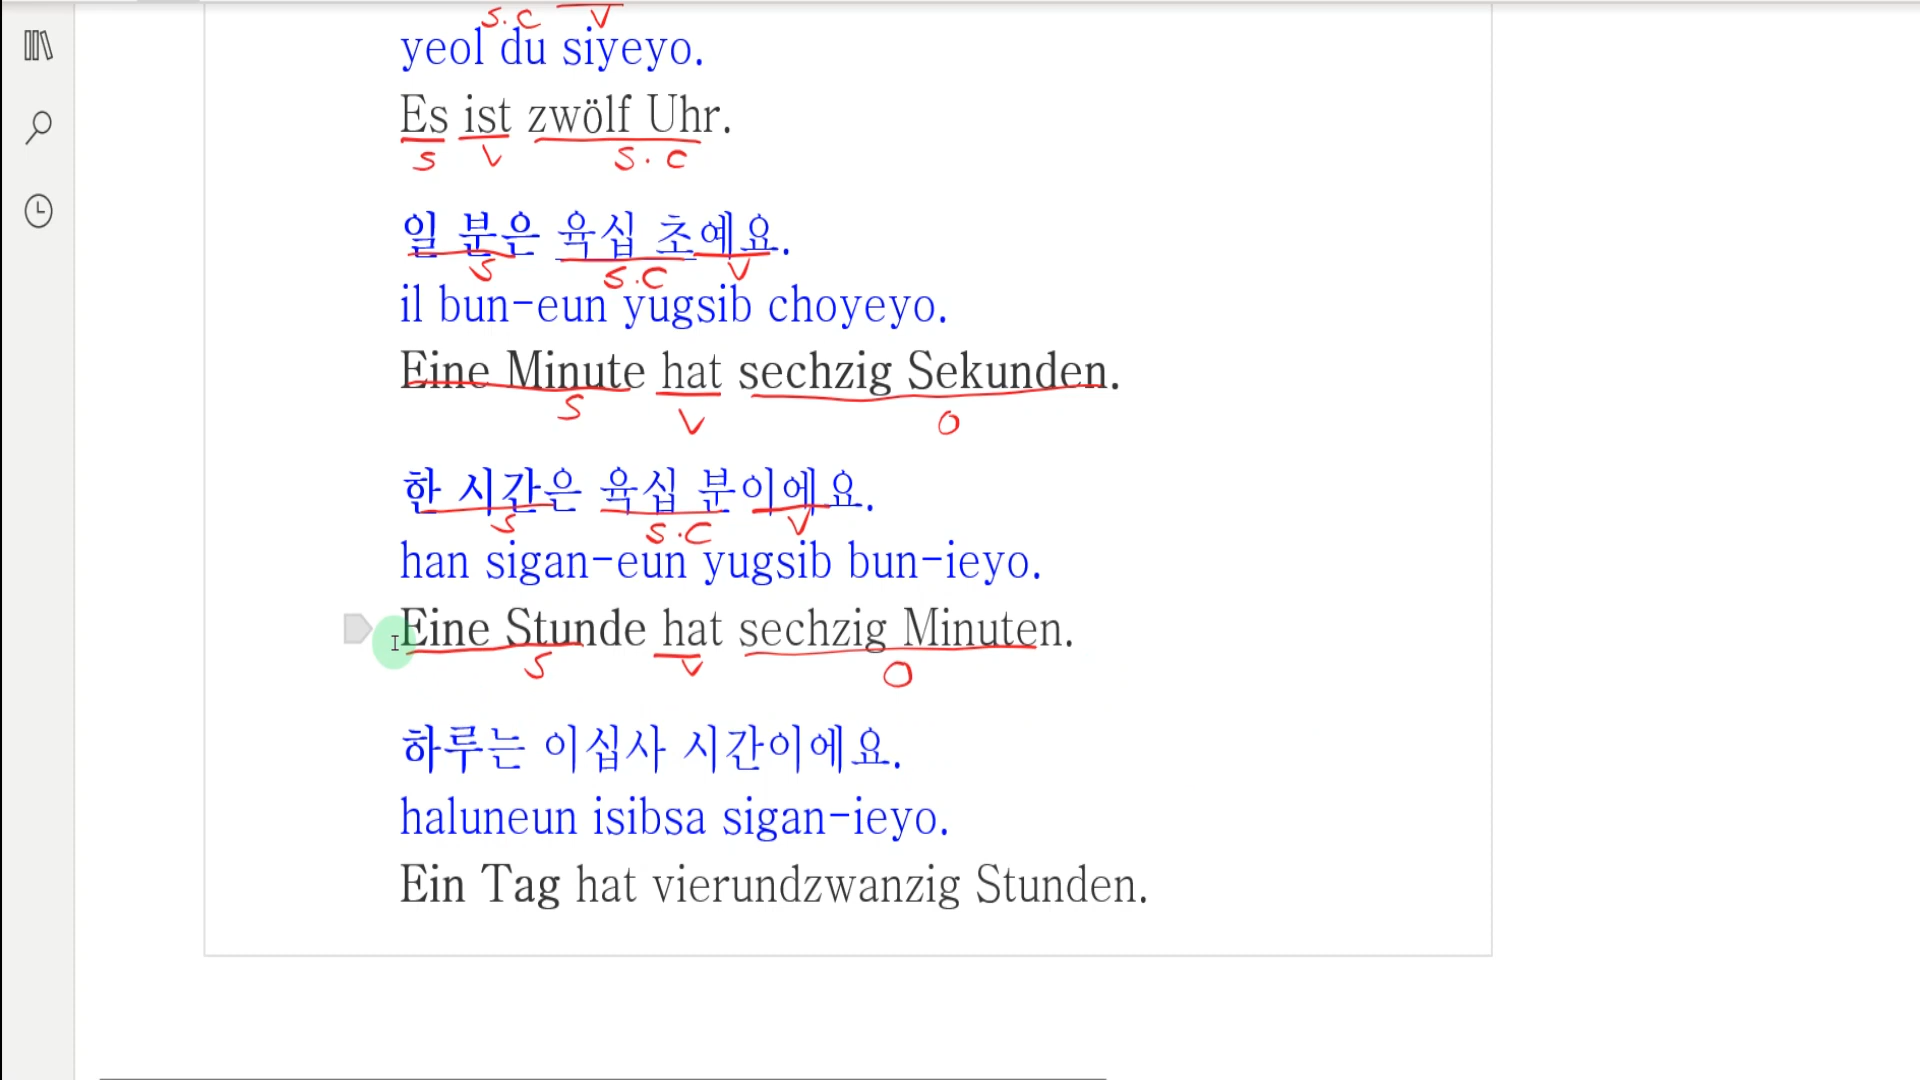 s.c v
yeol du siyeyo.
Es ist zwölf Uhr.
s v s.c
일 분은 육십 초예요.
s s.c v
il bun-eun yugsib choyeyo.
Eine Minute hat sechzig Sekunden.
s v o
한 시간은 육십 분이에요.
s s.c v
han sigan-eun yugsib bun-ieyo.
Eine Stunde hat sechzig Minuten.
s v o
하루는 이십사 시간이에요.
haluneun isibsa sigan-ieyo.
Ein Tag hat vierundzwanzig Stunden.